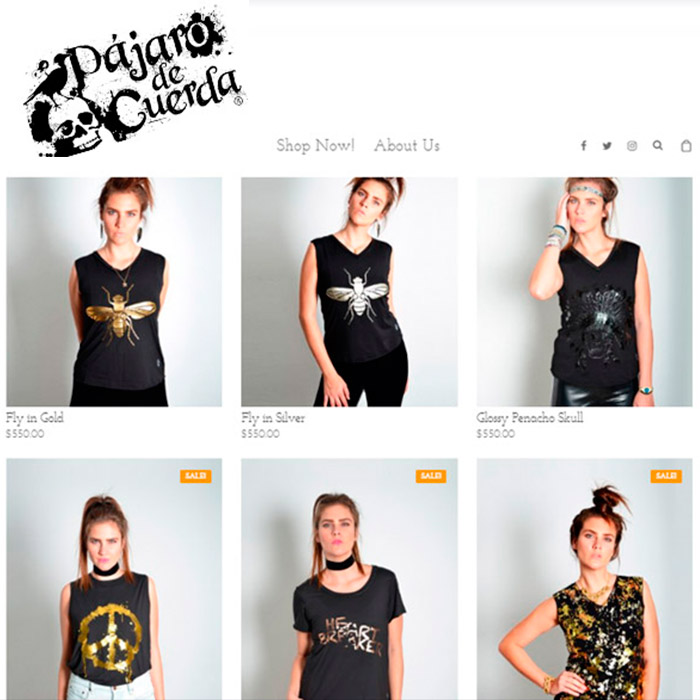 Pájaro
de
Cuerda®
Shop Now! About Us
Fly in Gold
$550.00
Fly in Silver
$550.00
Glossy Penacho Skull
$550.00
SALE!
SALE!
SALE!
HEART
BREAKER